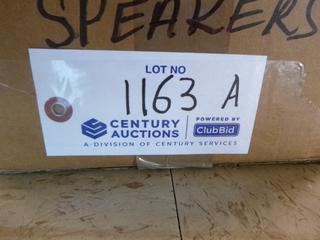 SPEAKERS
LOT NO
1163 A
CENTURY AUCTIONS
POWERED BY
ClubBid
A DIVISION OF CENTURY SERVICES